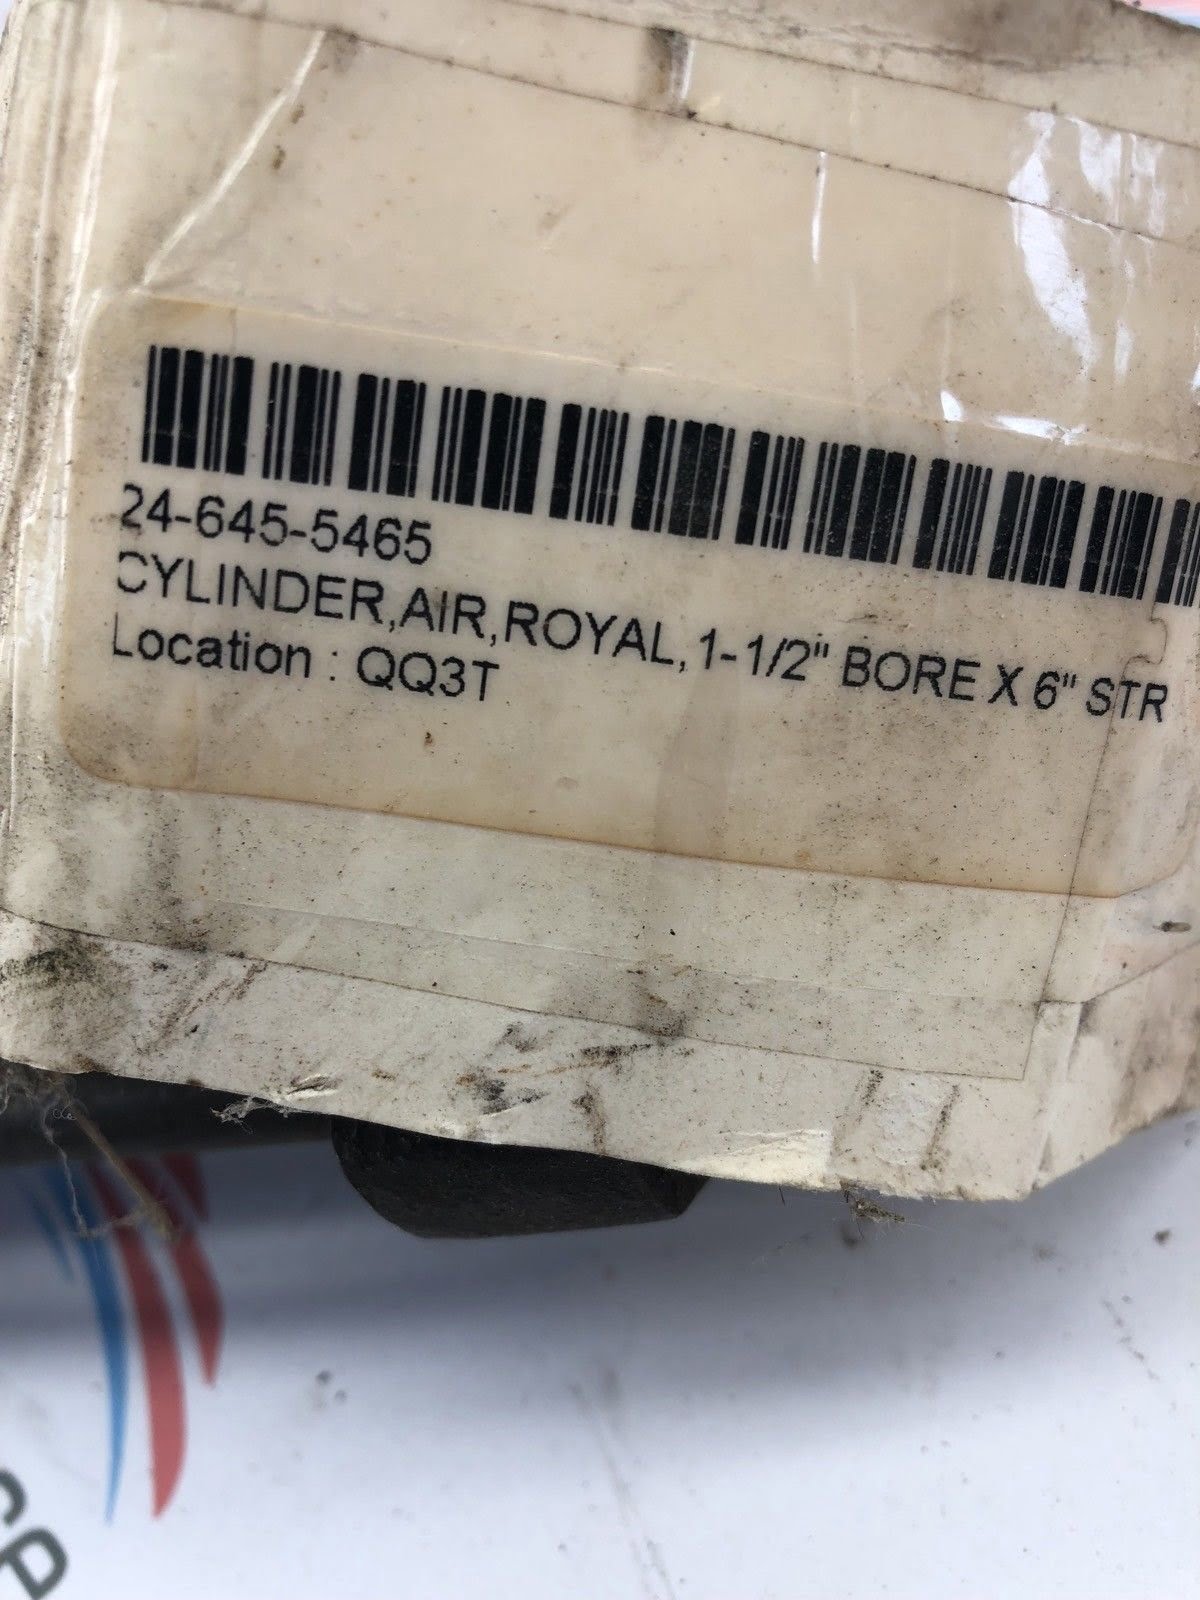 24-645-5465
CYLINDER,AIR,ROYAL,1-1/2" BORE X 6" STR
Location : QQ3T